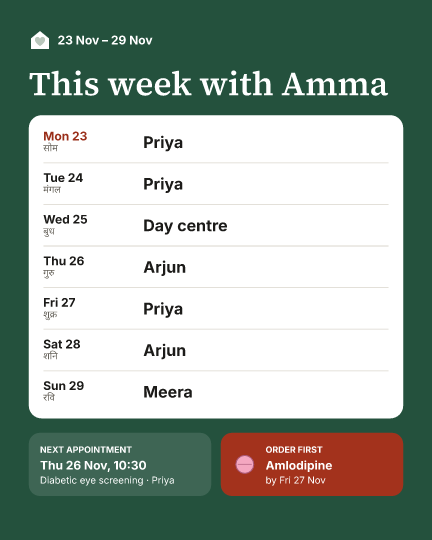 23 Nov – 29 Nov
This week with Amma
Mon 23
सोम
Priya
Tue 24
मंगल
Priya
Wed 25
बुध
Day centre
Thu 26
गुरु
Arjun
Fri 27
शुक्र
Priya
Sat 28
शनि
Arjun
Sun 29
रवि
Meera
NEXT APPOINTMENT
Thu 26 Nov, 10:30
Diabetic eye screening · Priya
ORDER FIRST
Amlodipine
by Fri 27 Nov